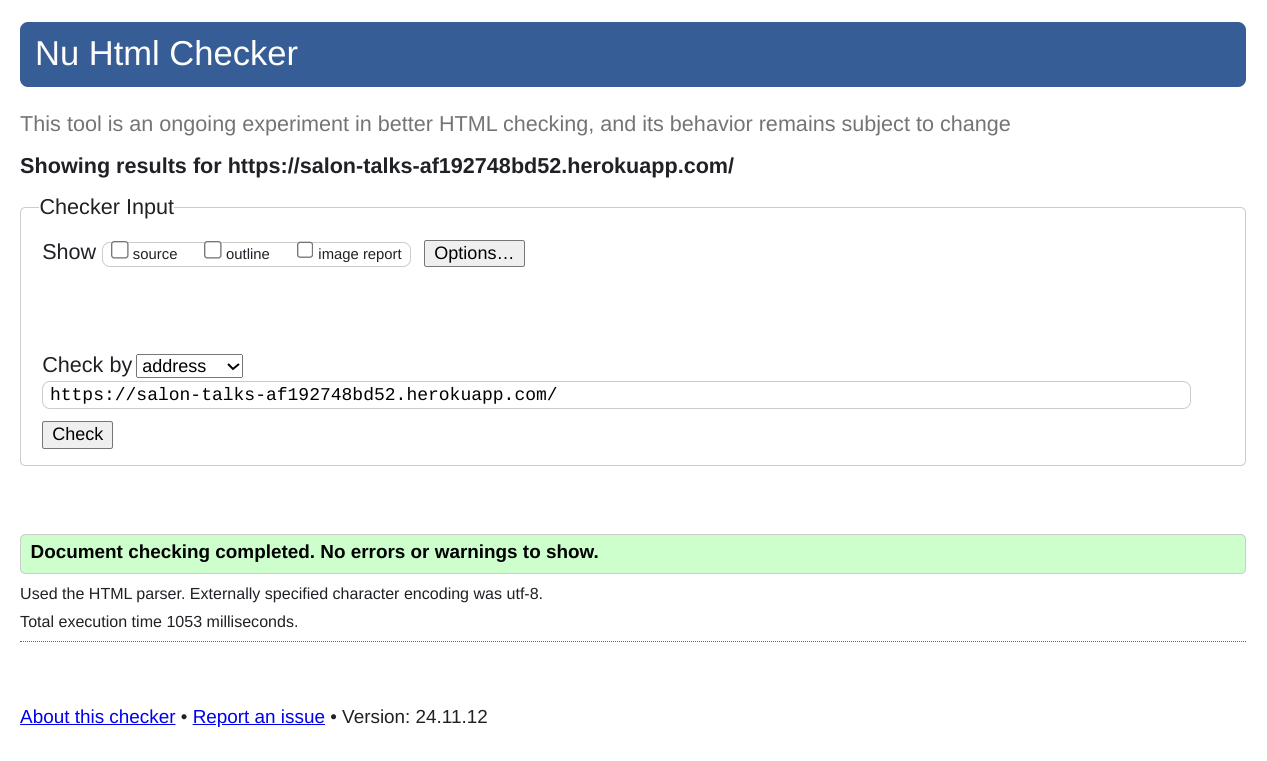 Nu Html Checker
This tool is an ongoing experiment in better HTML checking, and its behavior remains subject to change
Showing results for https://salon-talks-af192748bd52.herokuapp.com/
Checker Input
Show source outline image report Options…
Check by address
https://salon-talks-af192748bd52.herokuapp.com/
Check
Document checking completed. No errors or warnings to show.
Used the HTML parser. Externally specified character encoding was utf-8.
Total execution time 1053 milliseconds.
About this checker • Report an issue • Version: 24.11.12